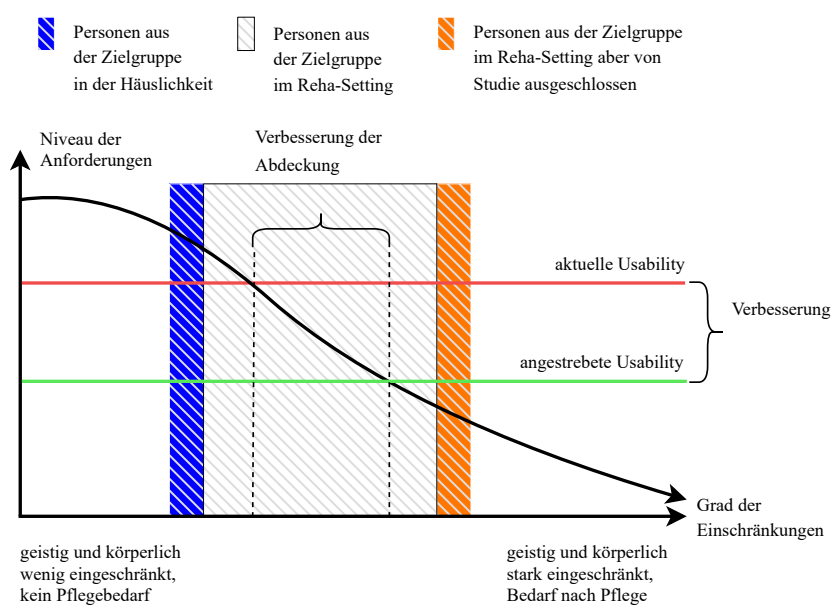 Personen aus
der Zielgruppe
in der Häuslichkeit
Personen aus
der Zielgruppe
im Reha-Setting
Personen aus der Zielgruppe
im Reha-Setting aber von
Studie ausgeschlossen
Niveau der
Anforderungen
Verbesserung der
Abdeckung
aktuelle Usability
Verbesserung
angestrebete Usability
Grad der
Einschränkungen
geistig und körperlich
wenig eingeschränkt,
kein Pflegebedarf
geistig und körperlich
stark eingeschränkt,
Bedarf nach Pflege